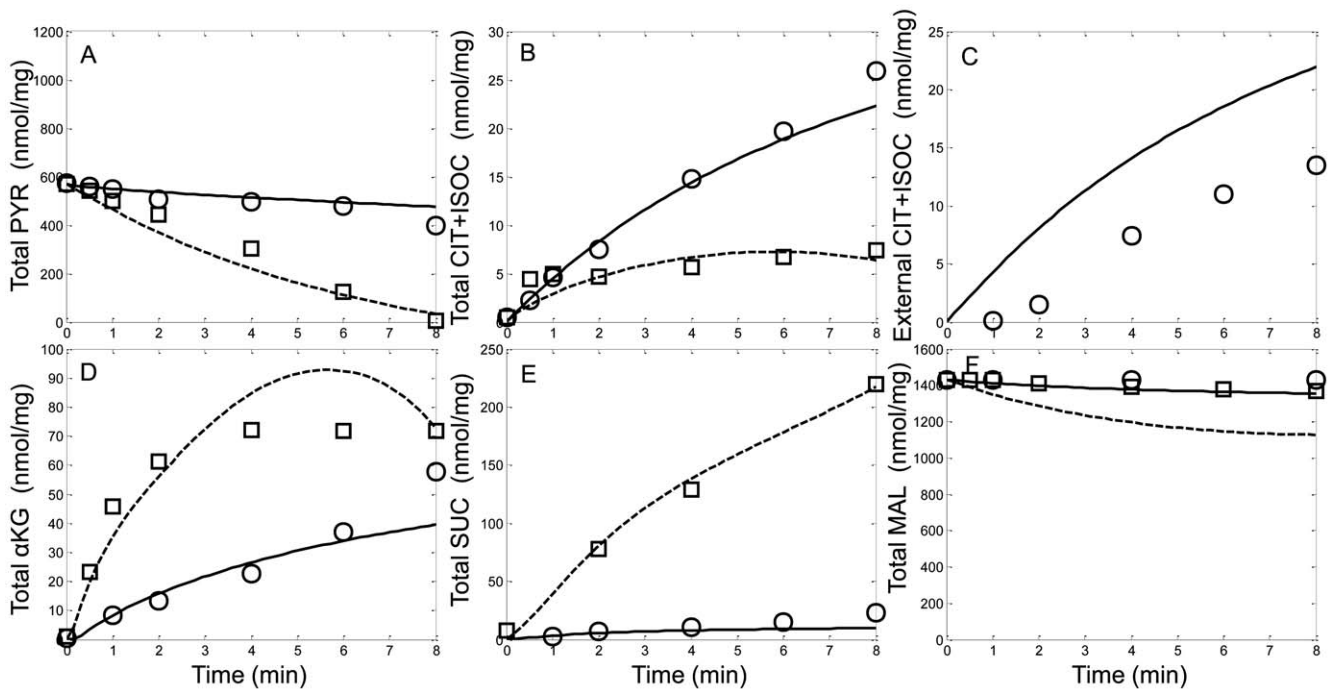 A
Total PYR (nmol/mg)
1200
1000
800
600
400
200
0
0 1 2 3 4 5 6 7 8
B
Total CIT+ISOC (nmol/mg)
30
25
20
15
10
5
0
0 1 2 3 4 5 6 7 8
C
External CIT+ISOC (nmol/mg)
25
20
15
10
5
0
0 1 2 3 4 5 6 7 8
D
Total αKG (nmol/mg)
100
90
80
70
60
50
40
30
20
10
0
0 1 2 3 4 5 6 7 8
Time (min)
E
Total SUC (nmol/mg)
250
200
150
100
50
0
0 1 2 3 4 5 6 7 8
Time (min)
F
Total MAL (nmol/mg)
1600
1400
1200
1000
800
600
400
200
0
0 1 2 3 4 5 6 7 8
Time (min)